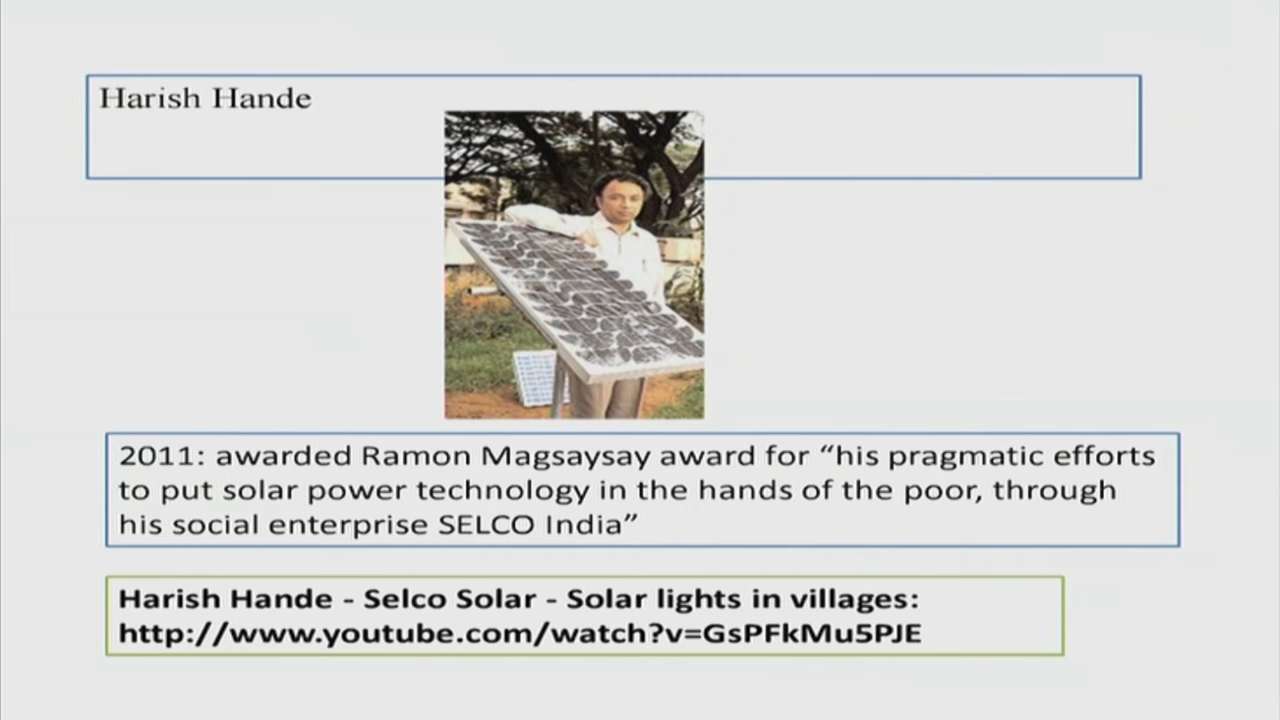 Harish Hande
2011: awarded Ramon Magsaysay award for “his pragmatic efforts
to put solar power technology in the hands of the poor, through
his social enterprise SELCO India”
Harish Hande - Selco Solar - Solar lights in villages:
http://www.youtube.com/watch?v=GsPFkMu5PJE